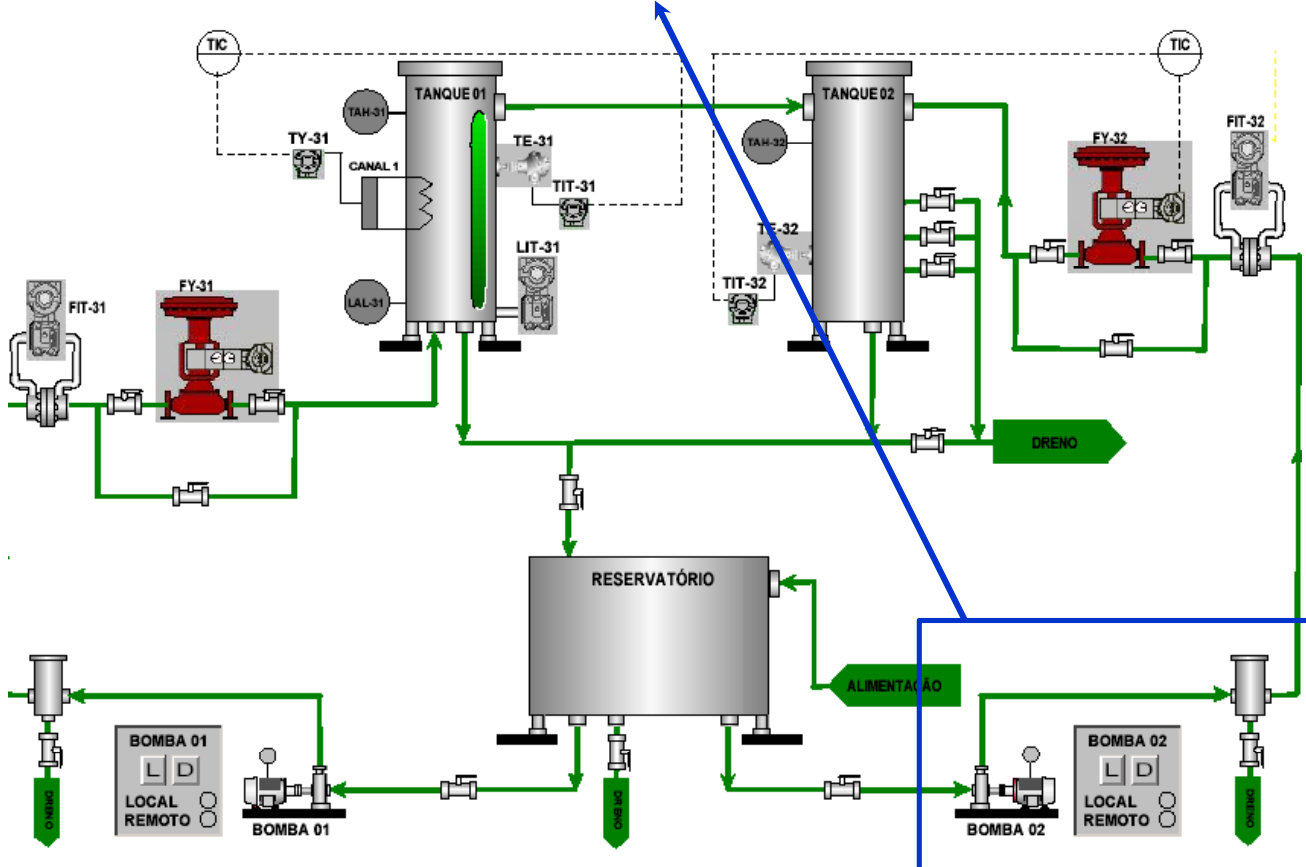 TIC
TIC
TANQUE 01
TANQUE 02
TAH-31
TAH-32
FIT-32
FY-32
TY-31
TE-31
CANAL 1
TIT-31
TE-32
LIT-31
TIT-32
LAL-31
FY-31
FIT-31
DRENO
RESERVATÓRIO
ALIMENTAÇÃO
BOMBA 01
L D
LOCAL
REMOTO
BOMBA 01
DRENO
DRENO
BOMBA 02
BOMBA 02
L D
LOCAL
REMOTO
DRENO